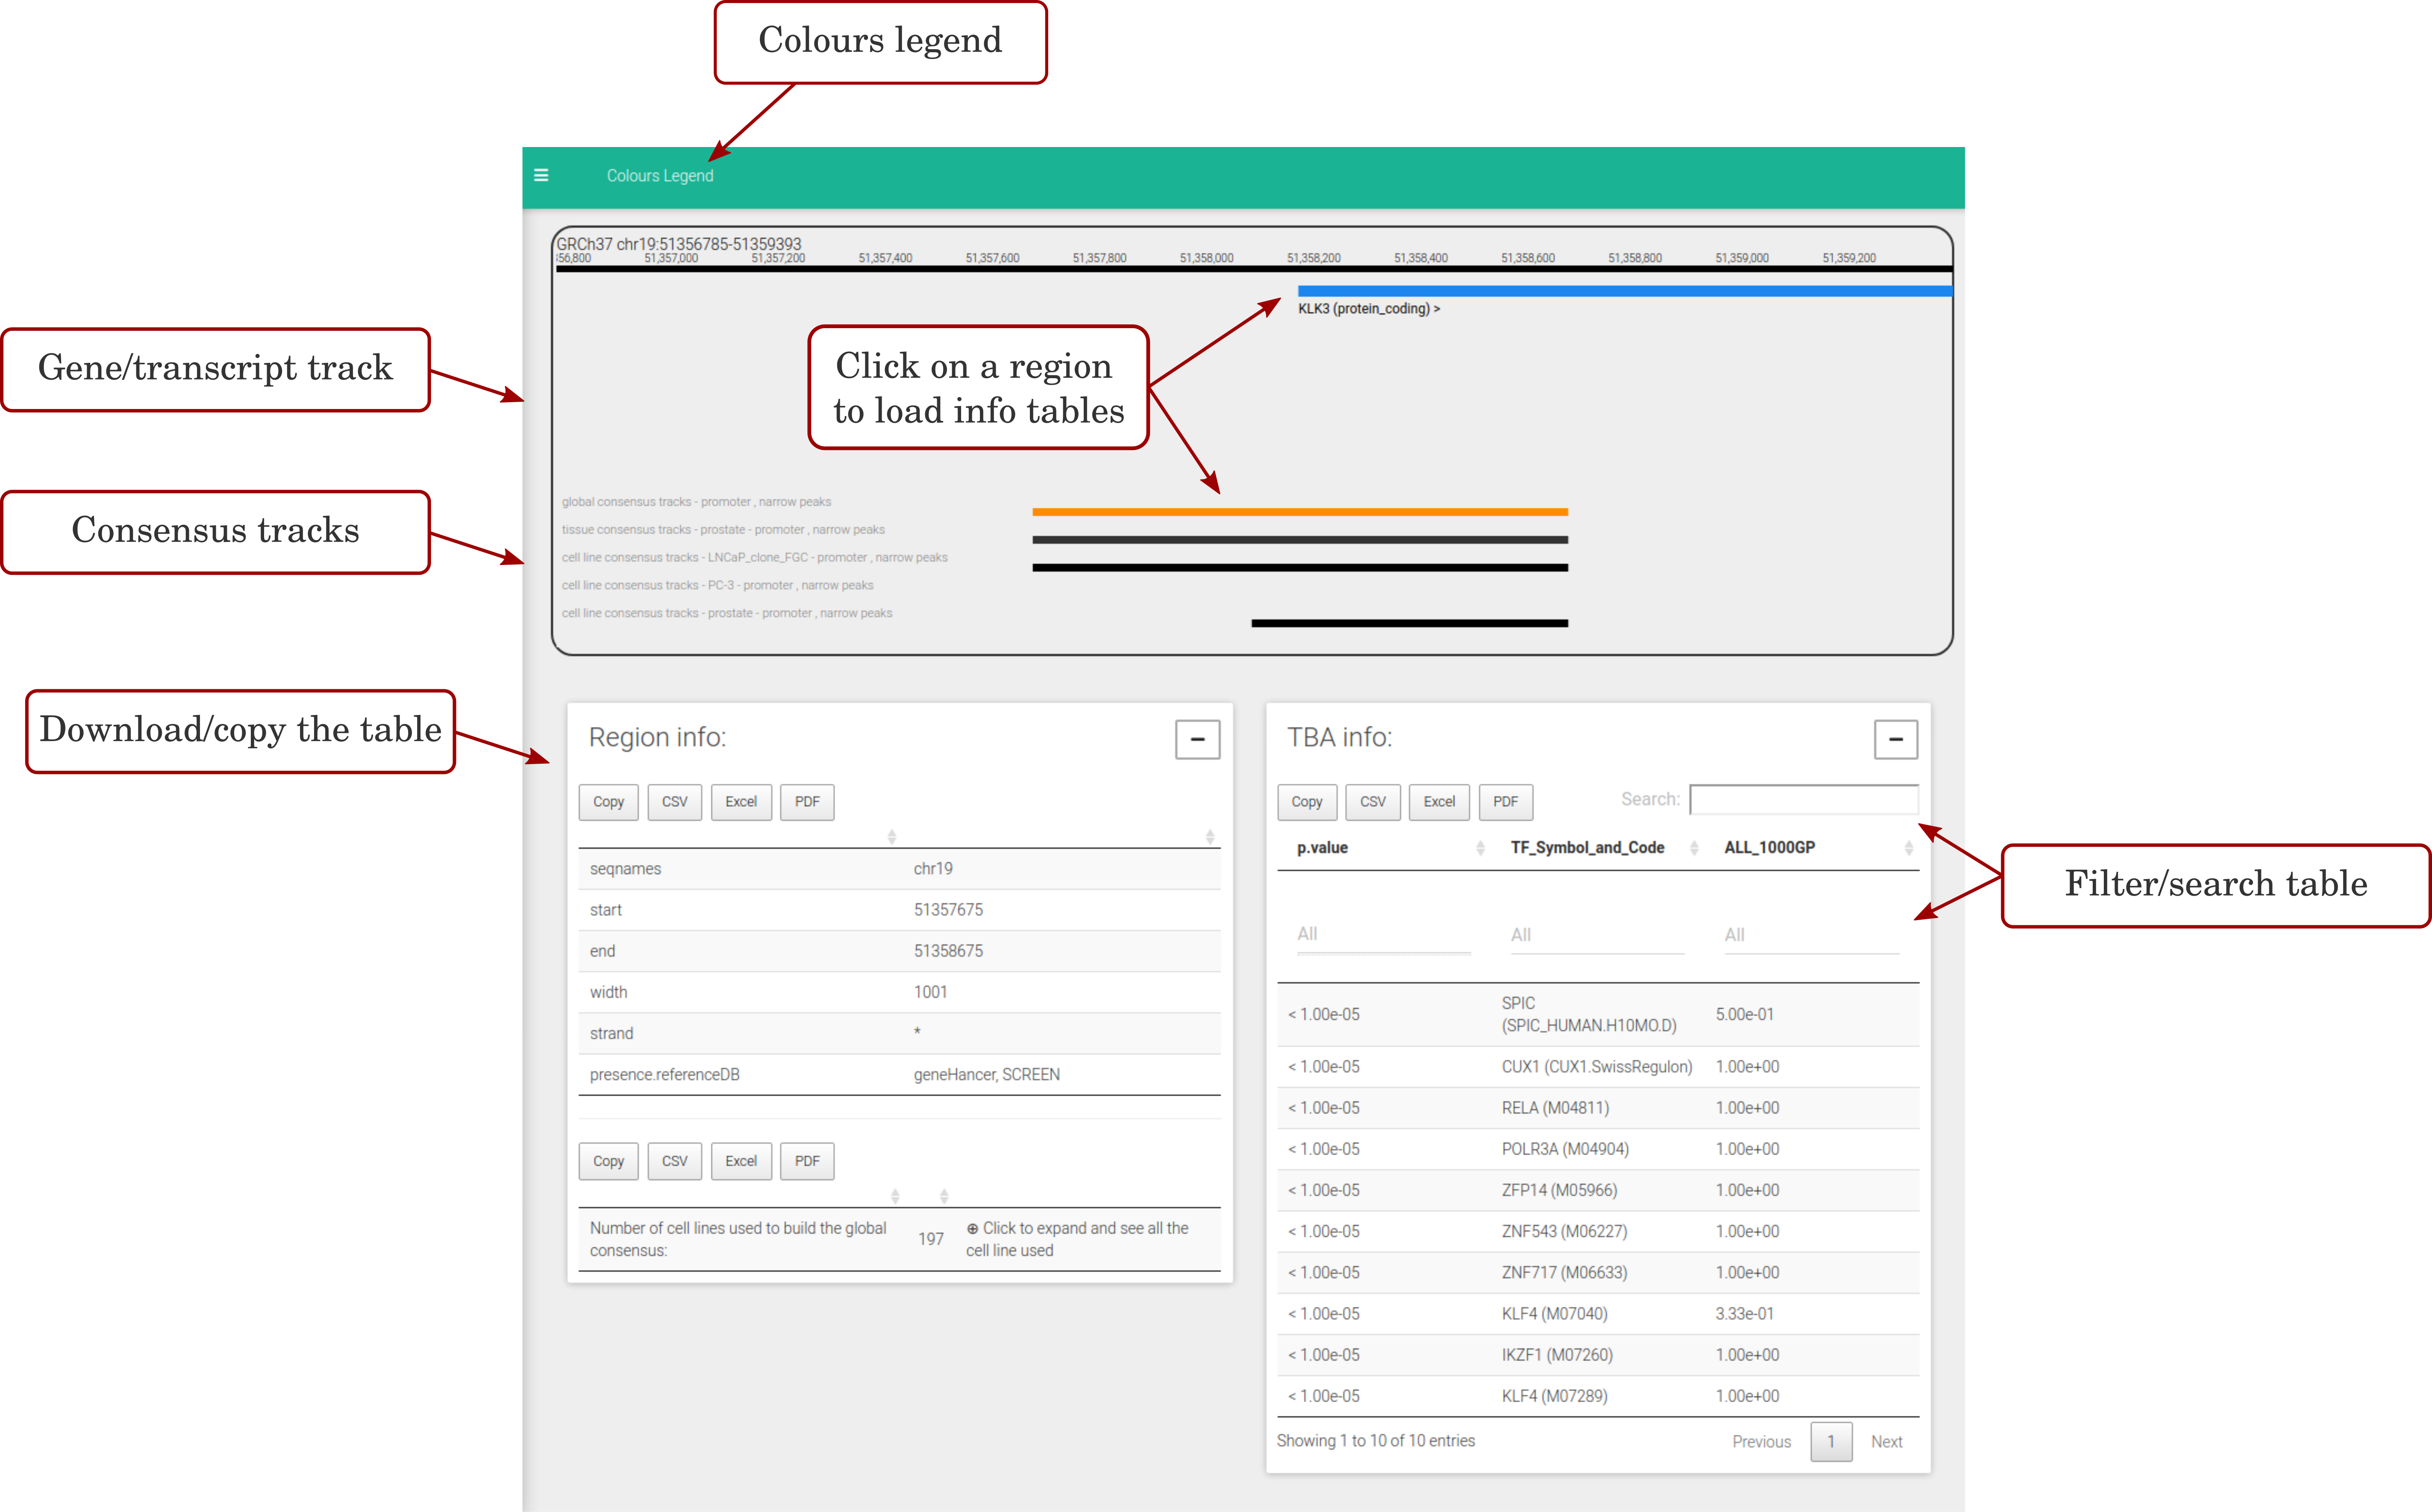 Colours legend
Colours Legend
GRCh37 chr19:51356785-51359393
56,800 51,357,000 51,357,200 51,357,400 51,357,600 51,357,800 51,358,000 51,358,200 51,358,400 51,358,600 51,358,800 51,359,000 51,359,200
KLK3 (protein_coding) >
Gene/transcript track
Click on a region
to load info tables
global consensus tracks - promoter , narrow peaks
tissue consensus tracks - prostate - promoter , narrow peaks
Consensus tracks
cell line consensus tracks - LNCaP_clone_FGC - promoter , narrow peaks
cell line consensus tracks - PC-3 - promoter , narrow peaks
cell line consensus tracks - prostate - promoter , narrow peaks
Download/copy the table
Region info:
Copy CSV Excel PDF
seqnames chr19
start 51357675
end 51358675
width 1001
strand *
presence.referenceDB geneHancer, SCREEN
Copy CSV Excel PDF
Number of cell lines used to build the global
consensus:
197
⊕ Click to expand and see all the
cell line used
TBA info:
Copy CSV Excel PDF Search:
p.value TF_Symbol_and_Code ALL_1000GP
Filter/search table
All All All
< 1.00e-05 SPIC
(SPIC_HUMAN.H10MO.D) 5.00e-01
< 1.00e-05 CUX1 (CUX1.SwissRegulon) 1.00e+00
< 1.00e-05 RELA (M04811) 1.00e+00
< 1.00e-05 POLR3A (M04904) 1.00e+00
< 1.00e-05 ZFP14 (M05966) 1.00e+00
< 1.00e-05 ZNF543 (M06227) 1.00e+00
< 1.00e-05 ZNF717 (M06633) 1.00e+00
< 1.00e-05 KLF4 (M07040) 3.33e-01
< 1.00e-05 IKZF1 (M07260) 1.00e+00
< 1.00e-05 KLF4 (M07289) 1.00e+00
Showing 1 to 10 of 10 entries Previous 1 Next